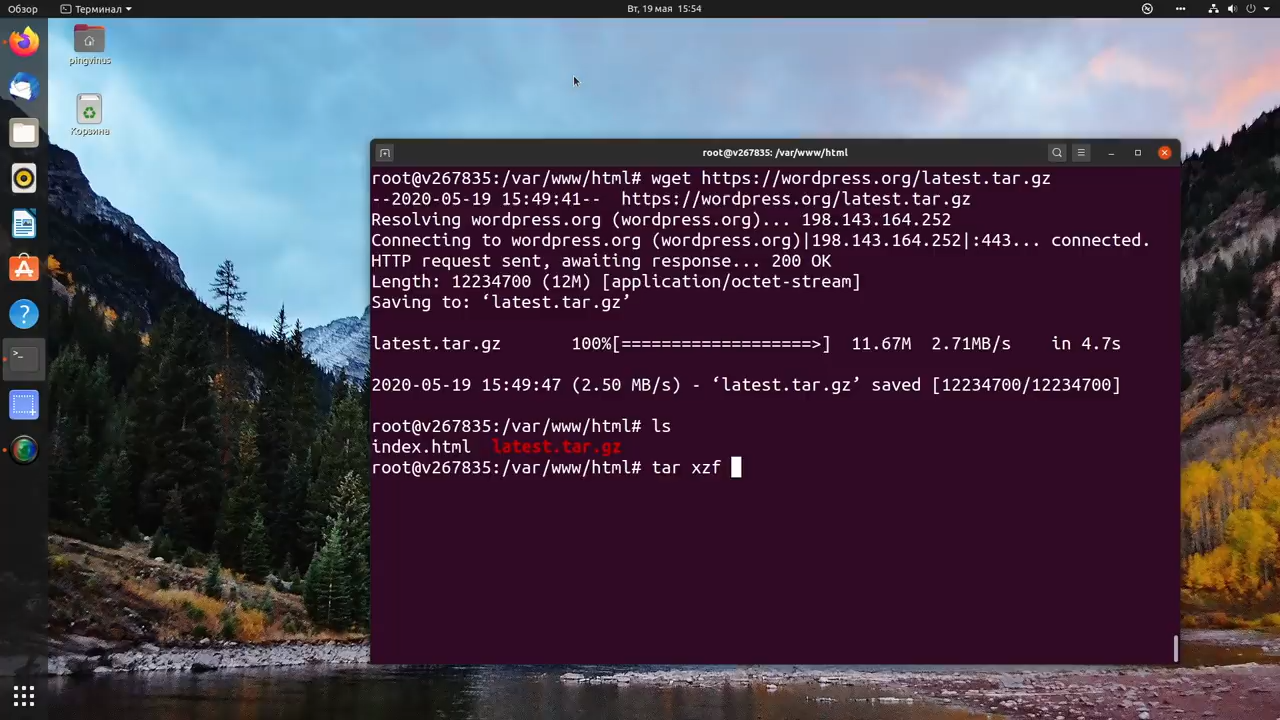 Обзор
Терминал
Вт, 19 мая 15:54
pingvinus
Корзина
root@v267835: /var/www/html
root@v267835:/var/www/html# wget https://wordpress.org/latest.tar.gz
--2020-05-19 15:49:41--  https://wordpress.org/latest.tar.gz
Resolving wordpress.org (wordpress.org)... 198.143.164.252
Connecting to wordpress.org (wordpress.org)|198.143.164.252|:443... connected.
HTTP request sent, awaiting response... 200 OK
Length: 12234700 (12M) [application/octet-stream]
Saving to: ‘latest.tar.gz’
latest.tar.gz       100%[===================>]  11.67M  2.71MB/s    in 4.7s
2020-05-19 15:49:47 (2.50 MB/s) - ‘latest.tar.gz’ saved [12234700/12234700]
root@v267835:/var/www/html# ls
index.html  latest.tar.gz
root@v267835:/var/www/html# tar xzf